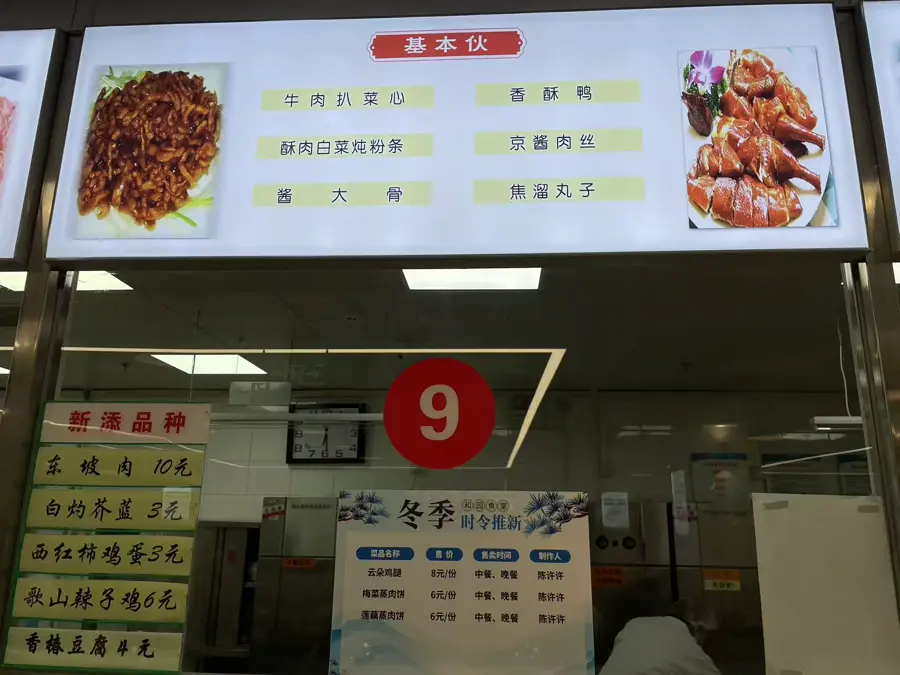 基本伙
牛肉扒菜心
香酥鸭
酥肉白菜炖粉条
京酱肉丝
酱大骨
焦溜丸子
9
新添品种
东坡肉 10元
白灼芥蓝 3元
西红柿鸡蛋3元
歌山辣子鸡6元
香椿豆腐4元
冬季
和园食堂
时令推新
菜品名称 售价 售卖时间 制作人
云朵鸡腿 8元/份 中餐、晚餐 陈许许
梅菜蒸肉饼 6元/份 中餐、晚餐 陈许许
莲藕蒸肉饼 6元/份 中餐、晚餐 陈许许